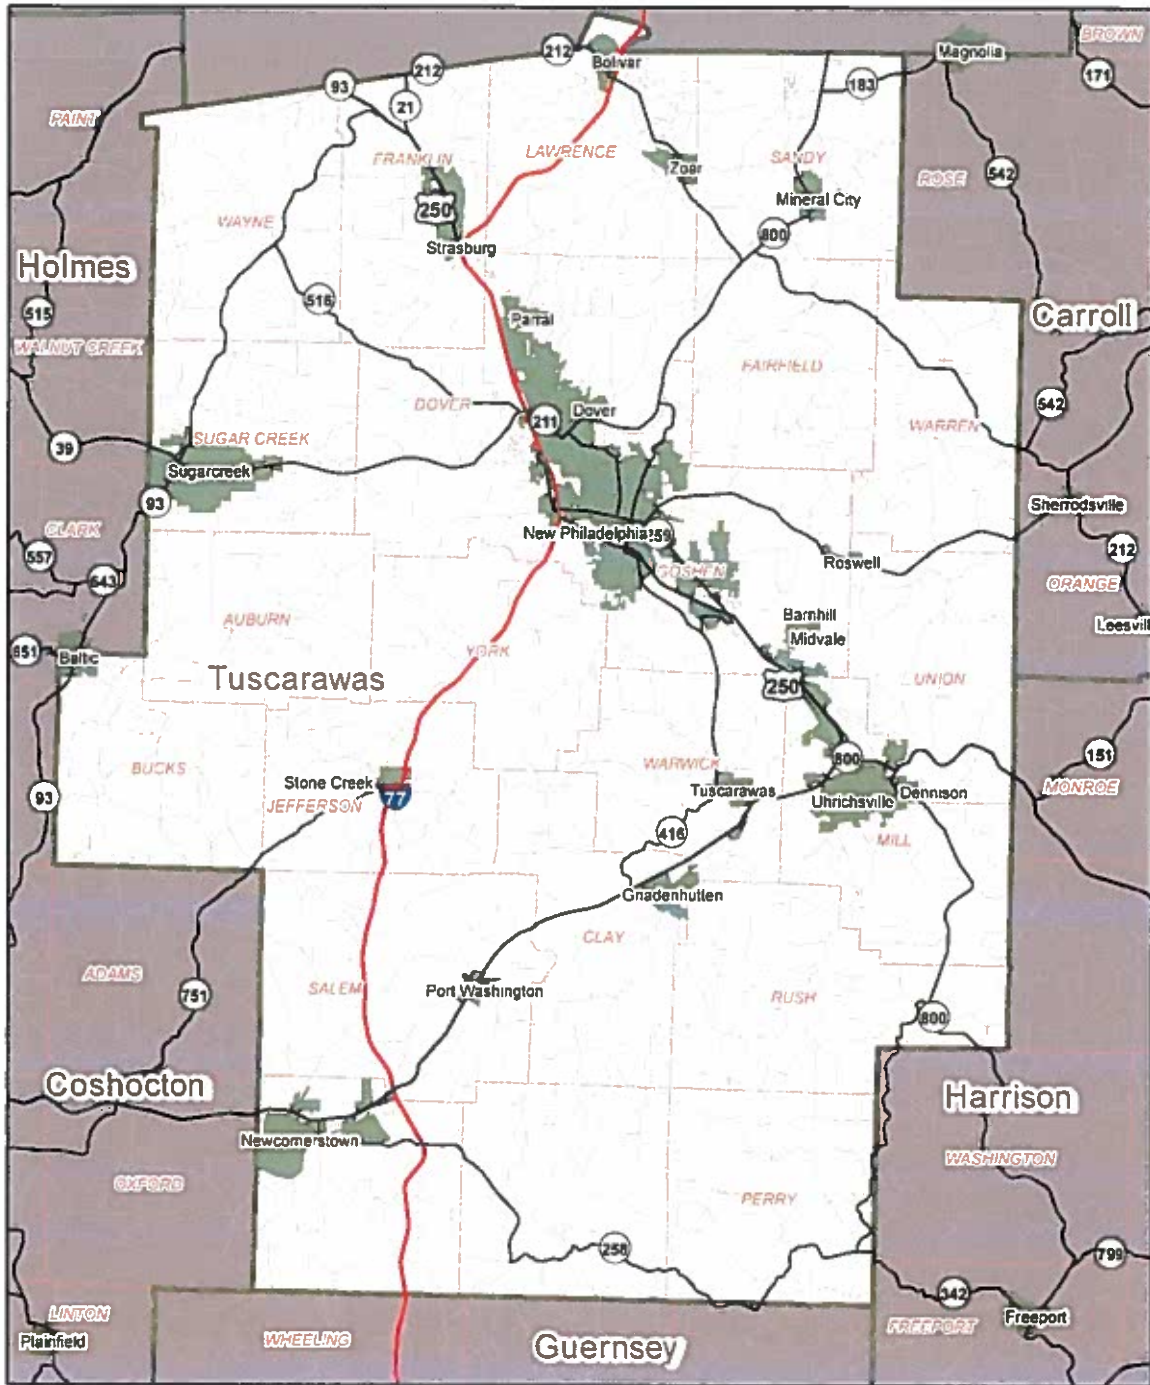 BROWN
212
Bolivar
Magnolia
212
93
183
171
21
PAINT
LAWRENCE
FRANKLIN
SANDY
Zoar
542
ROSE
250
Mineral City
WAYNE
800
Strasburg
Holmes
516
515
Parral
Carroll
WALNUT CREEK
FAIRFIELD
DOVER
542
211
Dover
WARREN
39
SUGAR CREEK
Sugarcreek
93
Sherrodsville
CLARK
New Philadelphia
259
212
557
Roswell
543
GOSHEN
ORANGE
AUBURN
Barnhill
Leesvill
Midvale
651
Baltic
YORK
Tuscarawas
250
UNION
151
800
BUCKS
WARWICK
Stone Creek
Tuscarawas
Dennison
MONROE
93
77
JEFFERSON
Uhrichsville
416
MILL
Gnadenhutten
CLAY
ADAMS
SALEM
Port Washington
751
RUSH
800
Coshocton
Harrison
Newcomerstown
WASHINGTON
OXFORD
PERRY
258
799
342
LINTON
Freeport
FREEPORT
Plainfield
WHEELING
Guernsey